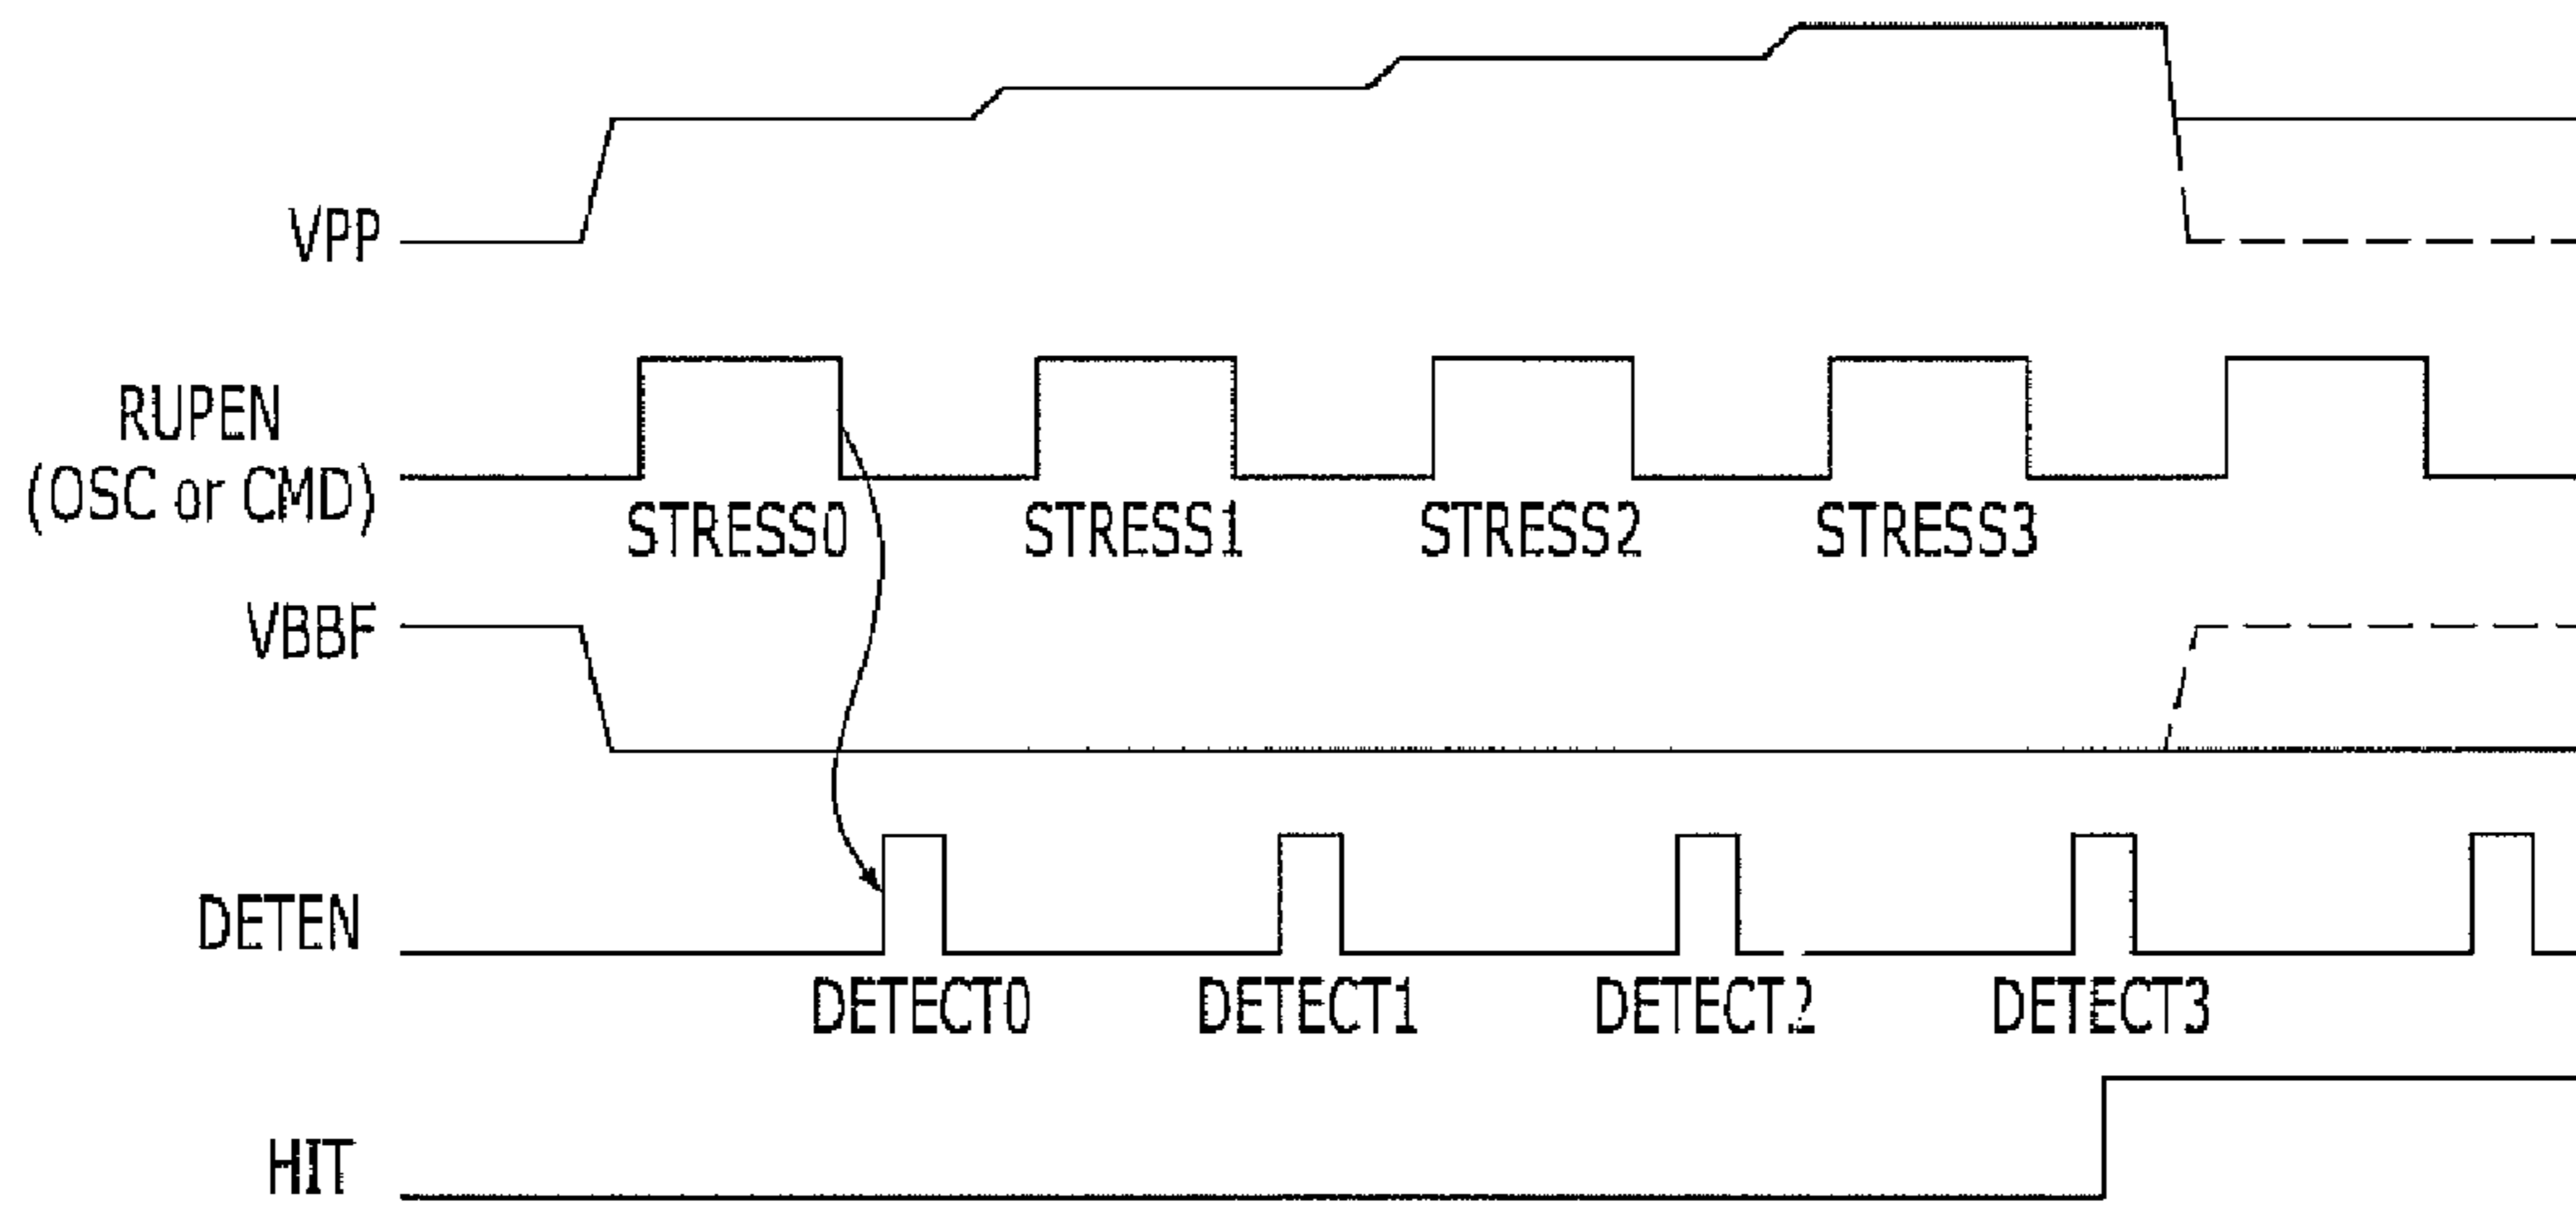 VPP
RUPEN
(OSC or CMD)
STRESS0 STRESS1 STRESS2 STRESS3
VBBF
DETEN
DETECT0 DETECT1 DETECT2 DETECT3
HIT